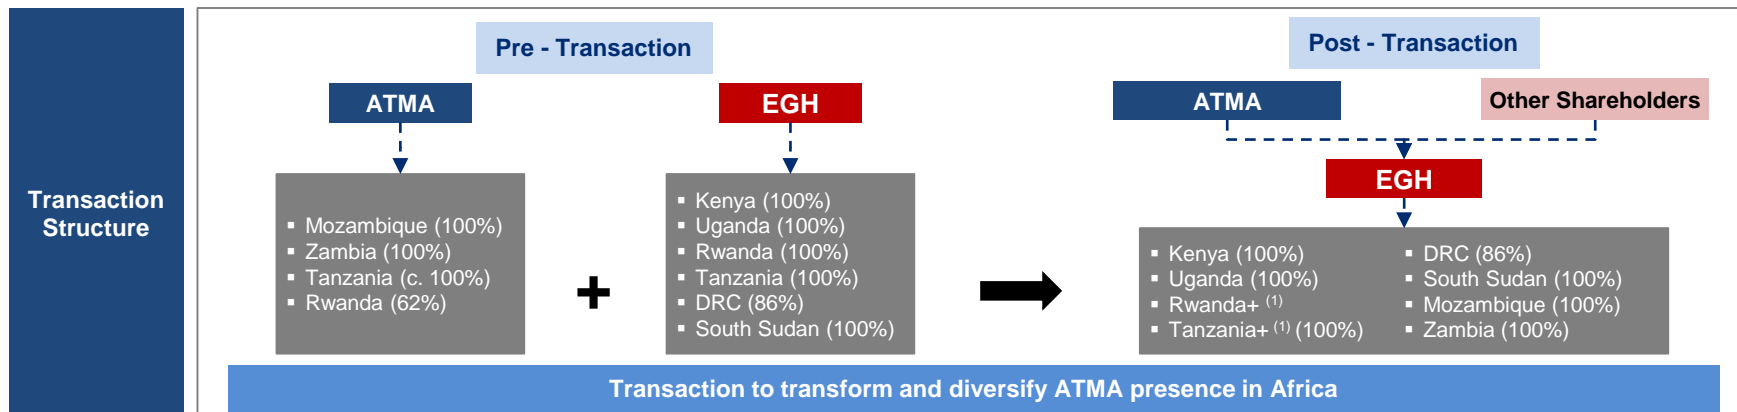 Transaction
Structure
Pre - Transaction
ATMA
▪ Mozambique (100%)
▪ Zambia (100%)
▪ Tanzania (c. 100%)
▪ Rwanda (62%)
+
EGH
▪ Kenya (100%)
▪ Uganda (100%)
▪ Rwanda (100%)
▪ Tanzania (100%)
▪ DRC (86%)
▪ South Sudan (100%)
Post - Transaction
ATMA
Other Shareholders
EGH
▪ Kenya (100%)
▪ Uganda (100%)
▪ Rwanda+ (1)
▪ Tanzania+ (1) (100%)
▪ DRC (86%)
▪ South Sudan (100%)
▪ Mozambique (100%)
▪ Zambia (100%)
Transaction to transform and diversify ATMA presence in Africa